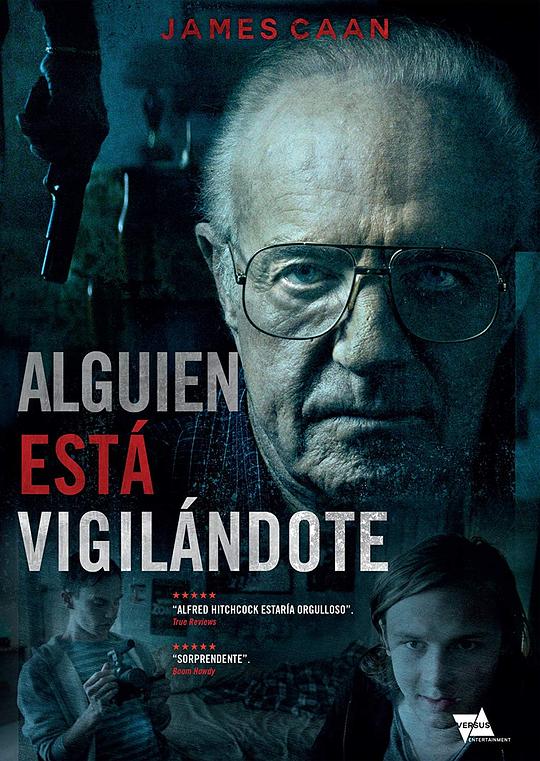 JAMES CAAN
ALGUIEN
ESTÁ
VIGILÁNDOTE
★★★★★
“ALFRED HITCHCOCK ESTARÍA ORGULLOSO”.
True Reviews
★★★★★
“SORPRENDENTE”.
Boom Howdy
VERSUS
ENTERTAINMENT